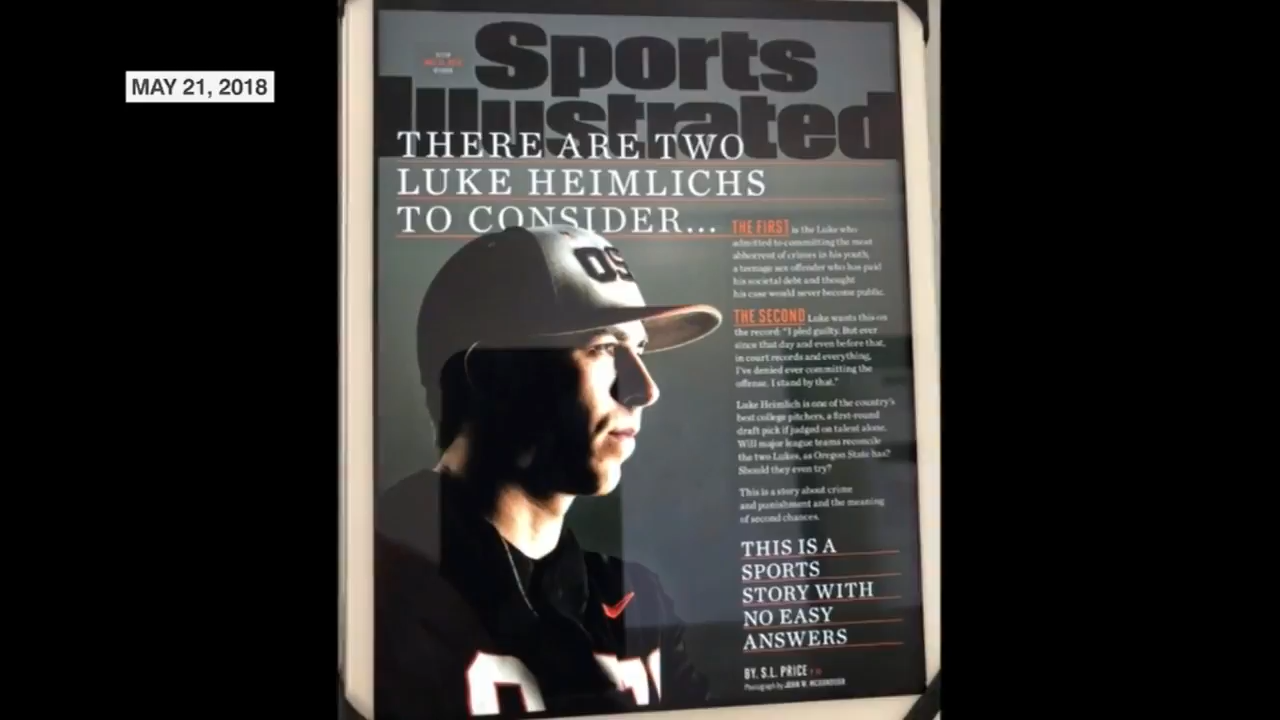 MAY 21, 2018
Sports
Illustrated
THERE ARE TWO
LUKE HEIMLICHS
TO CONSIDER...
OS
THE FIRST is the Luke who
admitted to committing the most
abhorrent of crimes in his youth,
a teenage sex offender who has paid
his societal debt and thought
his case would never become public.
THE SECOND Luke wants this on
the record: "I pled guilty. But ever
since that day and even before that,
in court records and everything,
I've denied ever committing the
offense. I stand by that."
Luke Heimlich is one of the country's
best college pitchers, a first-round
draft pick if judged on talent alone.
Will major league teams reconcile
the two Lukes, as Oregon State has?
Should they even try?
This is a story about crime
and punishment and the meaning
of second chances.
THIS IS A
SPORTS
STORY WITH
NO EASY
ANSWERS
BY S.L. PRICE
Photograph by JOHN W.